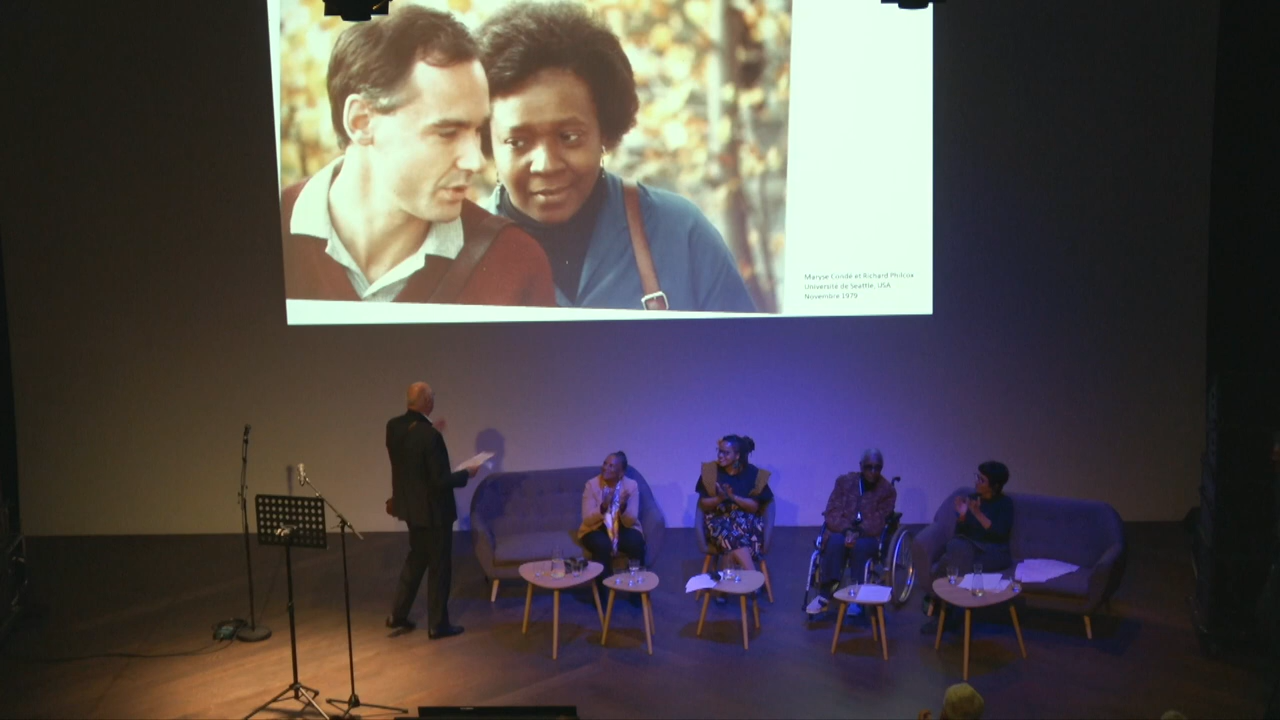 Maryse Condé et Richard Philcox
Université de Seattle, USA
Novembre 1979